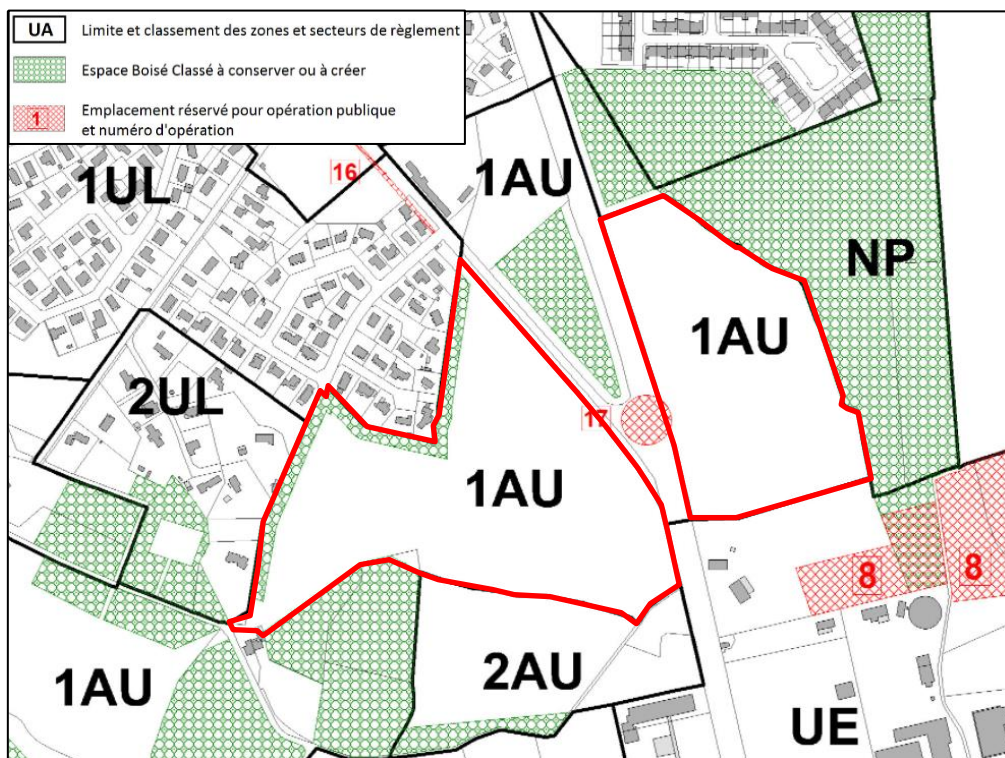 UA Limite et classement des zones et secteurs de règlement
Espace Boisé Classé à conserver ou à créer
1 Emplacement réservé pour opération publique
et numéro d'opération
1UL
16
1AU
NP
1AU
2UL
17
1AU
8
8
1AU
2AU
UE